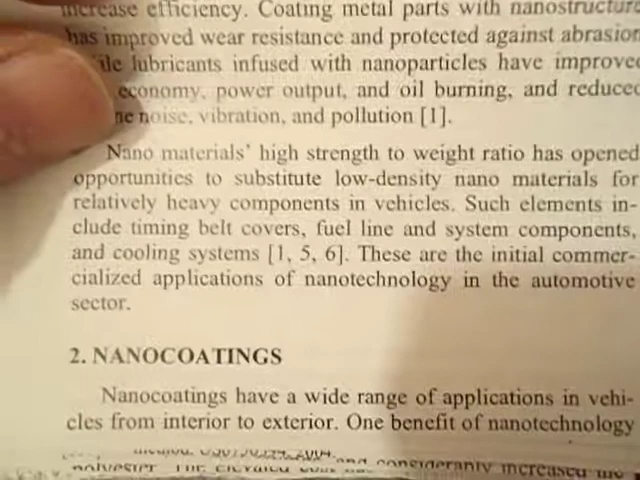 increase efficiency. Coating metal parts with nanostructure
has improved wear resistance and protected against abrasion
lubricants infused with nanoparticles have improved
economy, power output, and oil burning, and reduced
noise, vibration, and pollution [1].
Nano materials' high strength to weight ratio has opened
opportunities to substitute low-density nano materials for
relatively heavy components in vehicles. Such elements in-
clude timing belt covers, fuel line and system components,
and cooling systems [1, 5, 6]. These are the initial commer-
cialized applications of nanotechnology in the automotive
sector.
2. NANOCOATINGS
Nanocoatings have a wide range of applications in vehi-
cles from interior to exterior. One benefit of nanotechnology
and considerably increased